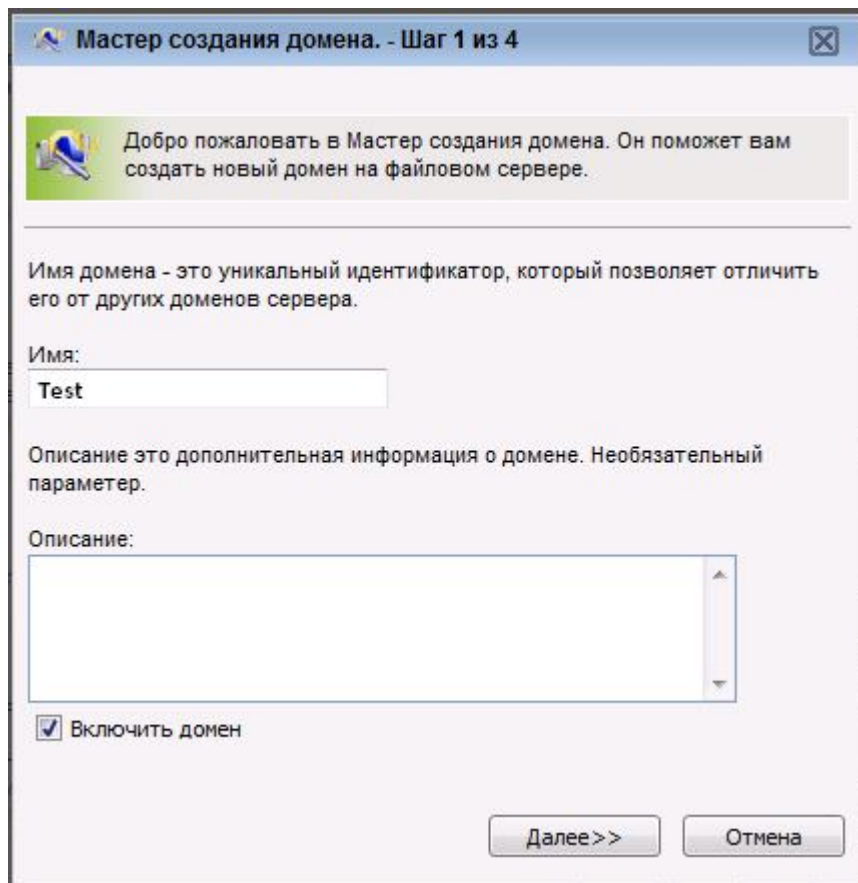 Мастер создания домена. - Шаг 1 из 4
Добро пожаловать в Мастер создания домена. Он поможет вам
создать новый домен на файловом сервере.
Имя домена - это уникальный идентификатор, который позволяет отличить
его от других доменов сервера.
Имя:
Test
Описание это дополнительная информация о домене. Необязательный
параметр.
Описание:
Включить домен
Далее>>
Отмена